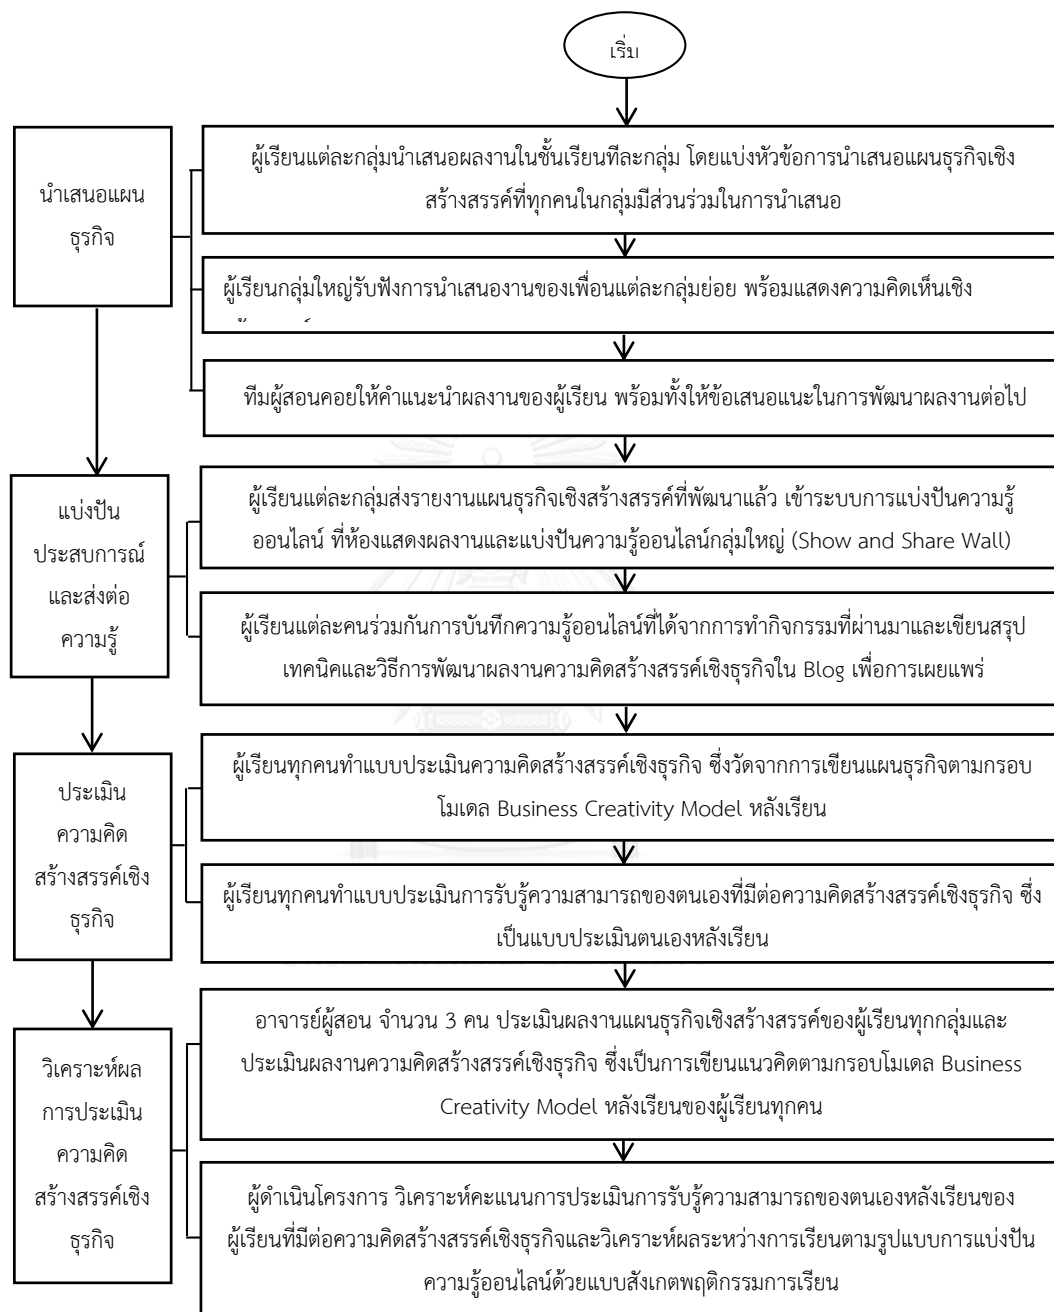 เริ่ม
นำเสนอแผน
ธุรกิจ
ผู้เรียนแต่ละกลุ่มนำเสนอผลงานในชั้นเรียนทีละกลุ่ม โดยแบ่งหัวข้อการนำเสนอแผนธุรกิจเชิง
สร้างสรรค์ที่ทุกคนในกลุ่มมีส่วนร่วมในการนำเสนอ
ผู้เรียนกลุ่มใหญ่รับฟังการนำเสนองานของเพื่อนแต่ละกลุ่มย่อย พร้อมแสดงความคิดเห็นเชิง
ทีมผู้สอนคอยให้คำแนะนำผลงานของผู้เรียน พร้อมทั้งให้ข้อเสนอแนะในการพัฒนาผลงานต่อไป
แบ่งปัน
ประสบการณ์
และส่งต่อ
ความรู้
ผู้เรียนแต่ละกลุ่มส่งรายงานแผนธุรกิจเชิงสร้างสรรค์ที่พัฒนาแล้ว เข้าระบบการแบ่งปันความรู้
ออนไลน์ ที่ห้องแสดงผลงานและแบ่งปันความรู้ออนไลน์กลุ่มใหญ่ (Show and Share Wall)
ผู้เรียนแต่ละคนร่วมกันการบันทึกความรู้ออนไลน์ที่ได้จากการทำกิจกรรมที่ผ่านมาและเขียนสรุป
เทคนิคและวิธีการพัฒนาผลงานความคิดสร้างสรรค์เชิงธุรกิจใน Blog เพื่อการเผยแพร่
ประเมิน
ความคิด
สร้างสรรค์เชิง
ธุรกิจ
ผู้เรียนทุกคนทำแบบประเมินความคิดสร้างสรรค์เชิงธุรกิจ ซึ่งวัดจากการเขียนแผนธุรกิจตามกรอบ
โมเดล Business Creativity Model หลังเรียน
ผู้เรียนทุกคนทำแบบประเมินการรับรู้ความสามารถของตนเองที่มีต่อความคิดสร้างสรรค์เชิงธุรกิจ ซึ่ง
เป็นแบบประเมินตนเองหลังเรียน
วิเคราะห์ผล
การประเมิน
ความคิด
สร้างสรรค์เชิง
ธุรกิจ
อาจารย์ผู้สอน จำนวน 3 คน ประเมินผลงานแผนธุรกิจเชิงสร้างสรรค์ของผู้เรียนทุกกลุ่มและ
ประเมินผลงานความคิดสร้างสรรค์เชิงธุรกิจ ซึ่งเป็นการเขียนแนวคิดตามกรอบโมเดล Business
Creativity Model หลังเรียนของผู้เรียนทุกคน
ผู้ดำเนินโครงการ วิเคราะห์คะแนนการประเมินการรับรู้ความสามารถของตนเองหลังเรียนของ
ผู้เรียนที่มีต่อความคิดสร้างสรรค์เชิงธุรกิจและวิเคราะห์ผลระหว่างการเรียนตามรูปแบบการแบ่งปัน
ความรู้ออนไลน์ด้วยแบบสังเกตพฤติกรรมการเรียน